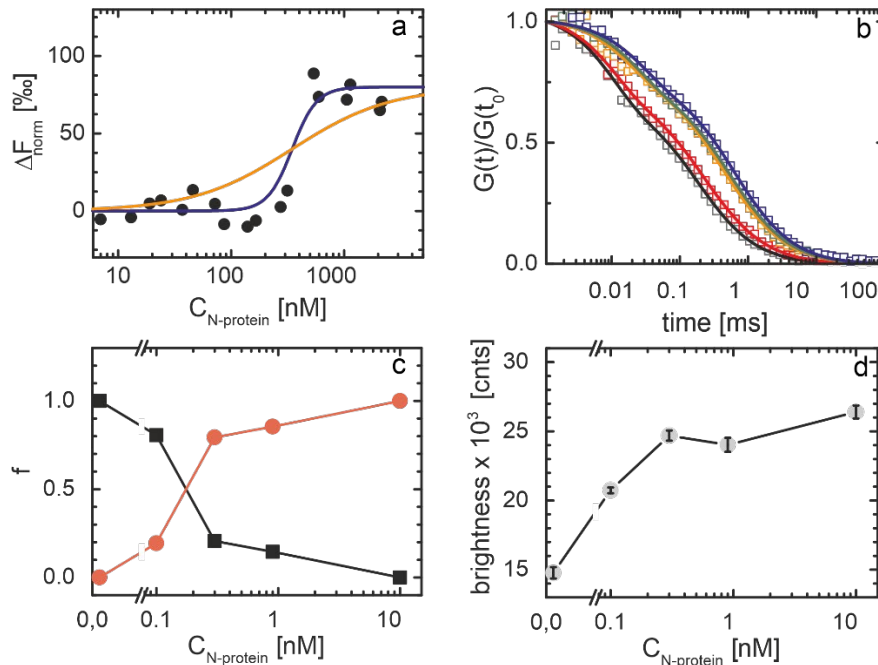 a
ΔF_norm [‰]
100
50
0
10
100
1000
C_N-protein [nM]
b
G(t)/G(t_0)
1.0
0.5
0.0
0.01
0.1
1
10
100
time [ms]
c
f
1.0
0.5
0.0
0,0
0.1
1
10
C_N-protein [nM]
d
brightness x 10^3 [cnts]
30
25
20
15
0,0
0.1
1
10
C_N-protein [nM]